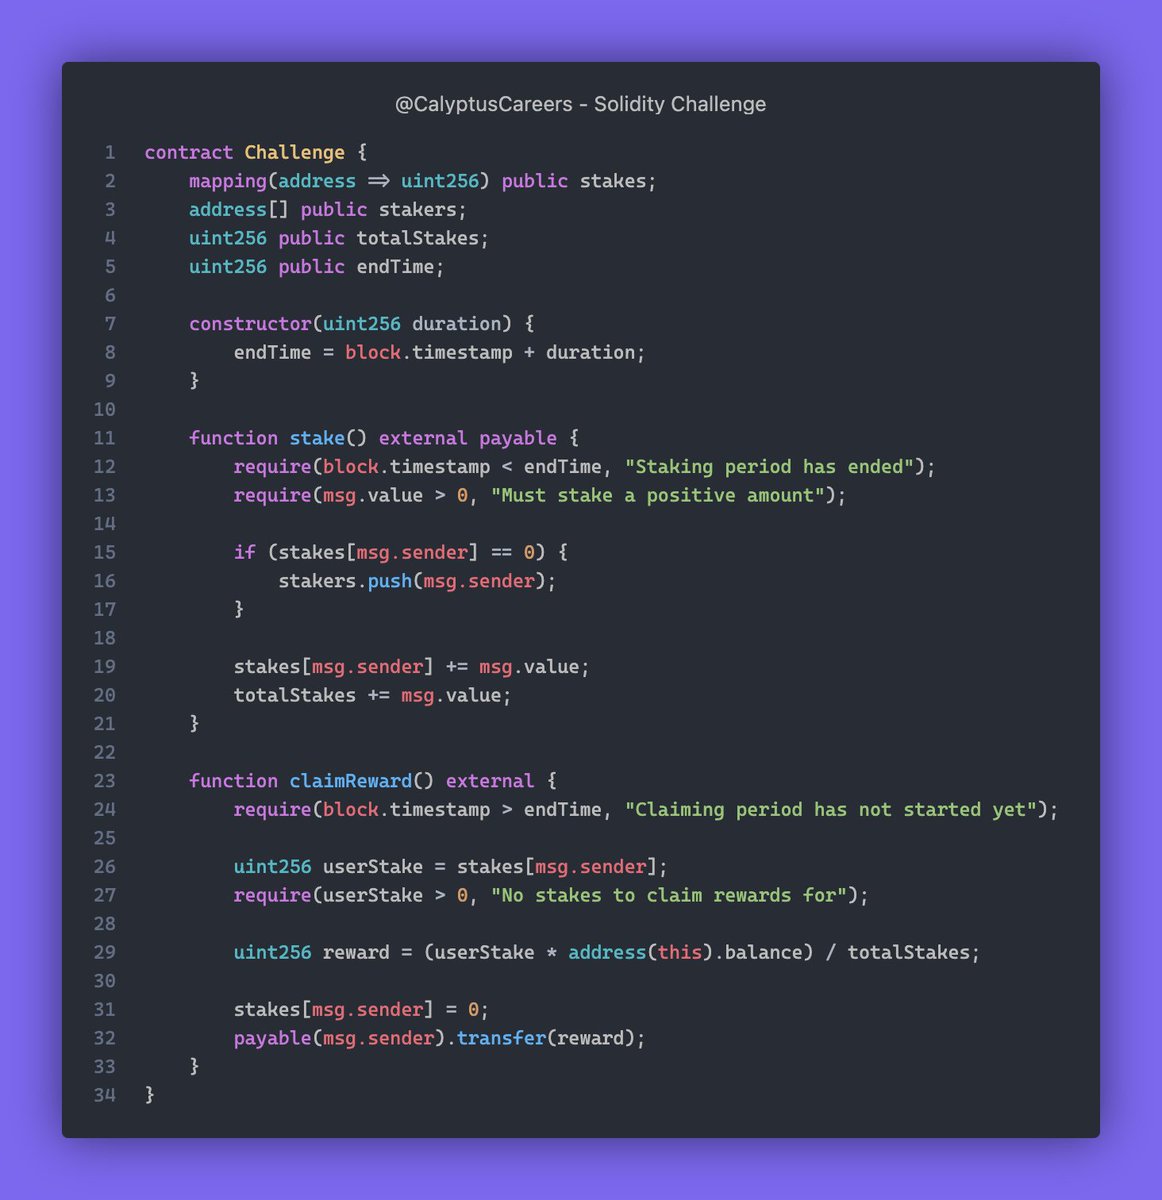 @CalyptusCareers - Solidity Challenge
1 contract Challenge {
2 mapping(address => uint256) public stakes;
3 address[] public stakers;
4 uint256 public totalStakes;
5 uint256 public endTime;
6
7 constructor(uint256 duration) {
8 endTime = block.timestamp + duration;
9 }
10
11 function stake() external payable {
12 require(block.timestamp < endTime, "Staking period has ended");
13 require(msg.value > 0, "Must stake a positive amount");
14
15 if (stakes[msg.sender] == 0) {
16 stakers.push(msg.sender);
17 }
18
19 stakes[msg.sender] += msg.value;
20 totalStakes += msg.value;
21 }
22
23 function claimReward() external {
24 require(block.timestamp > endTime, "Claiming period has not started yet");
25
26 uint256 userStake = stakes[msg.sender];
27 require(userStake > 0, "No stakes to claim rewards for");
28
29 uint256 reward = (userStake * address(this).balance) / totalStakes;
30
31 stakes[msg.sender] = 0;
32 payable(msg.sender).transfer(reward);
33 }
34 }